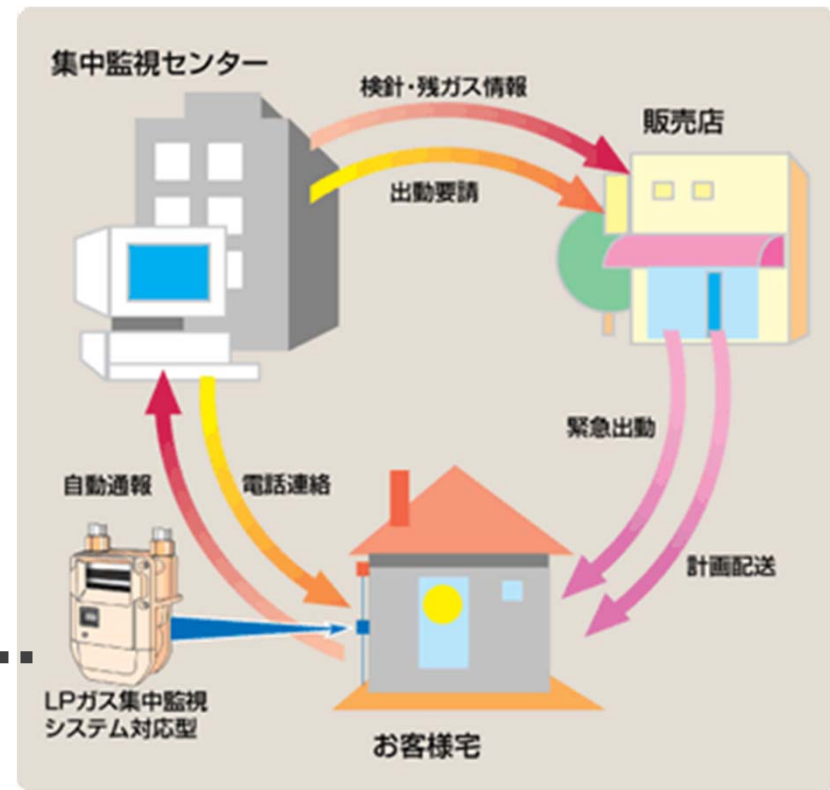 集中監視センター
検針・残ガス情報
販売店
出動要請
緊急出動
自動通報
電話連絡
計画配送
LPガス集中監視
システム対応型
お客様宅